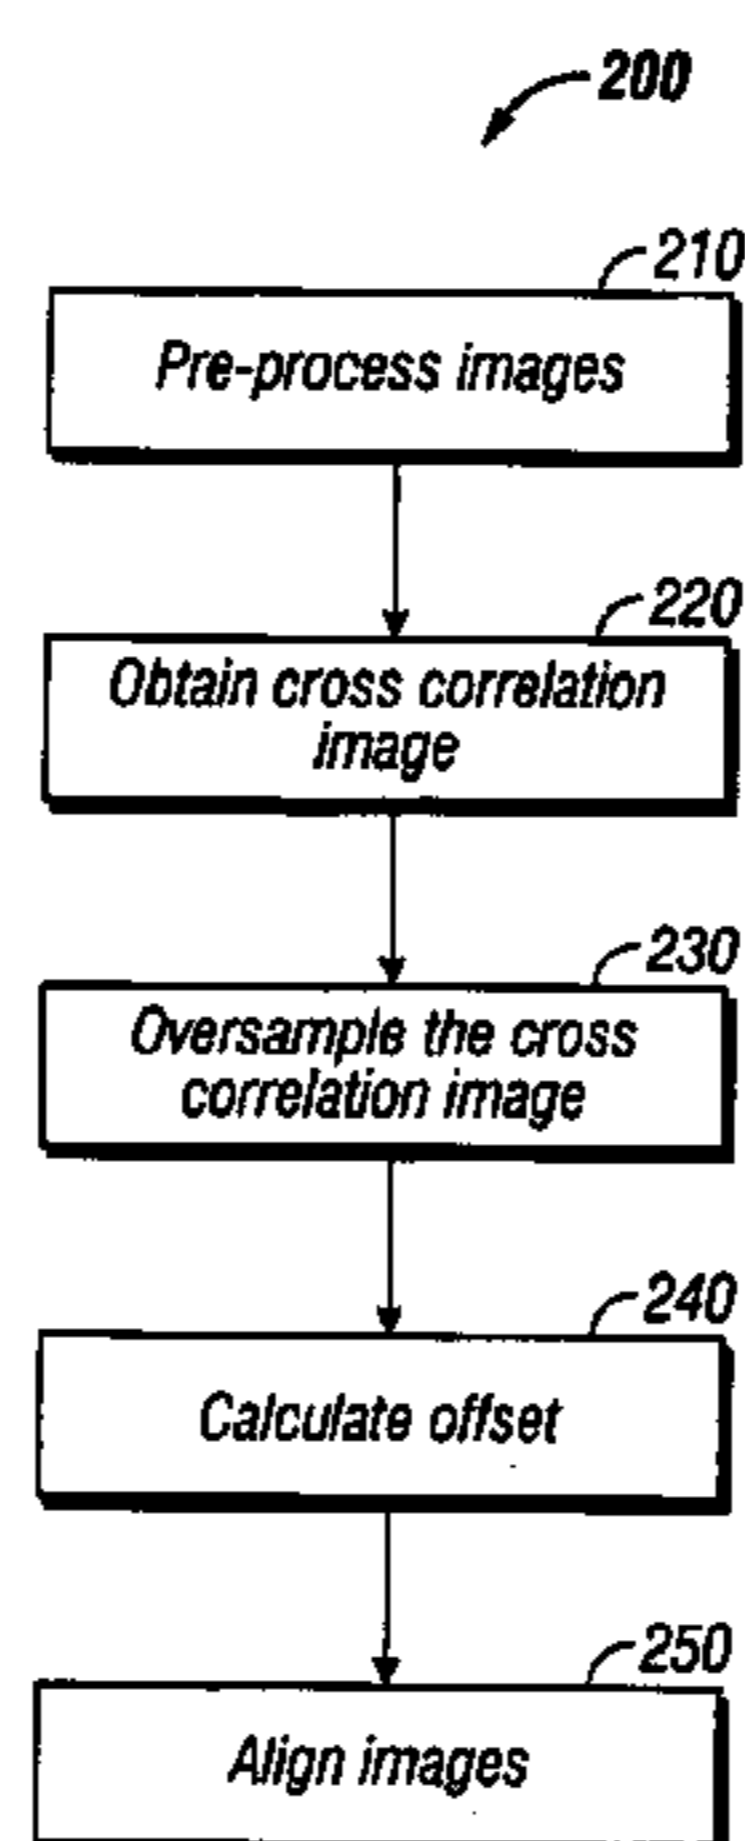 200
210
Pre-process images
220
Obtain cross correlation
image
230
Oversample the cross
correlation image
240
Calculate offset
250
Align images